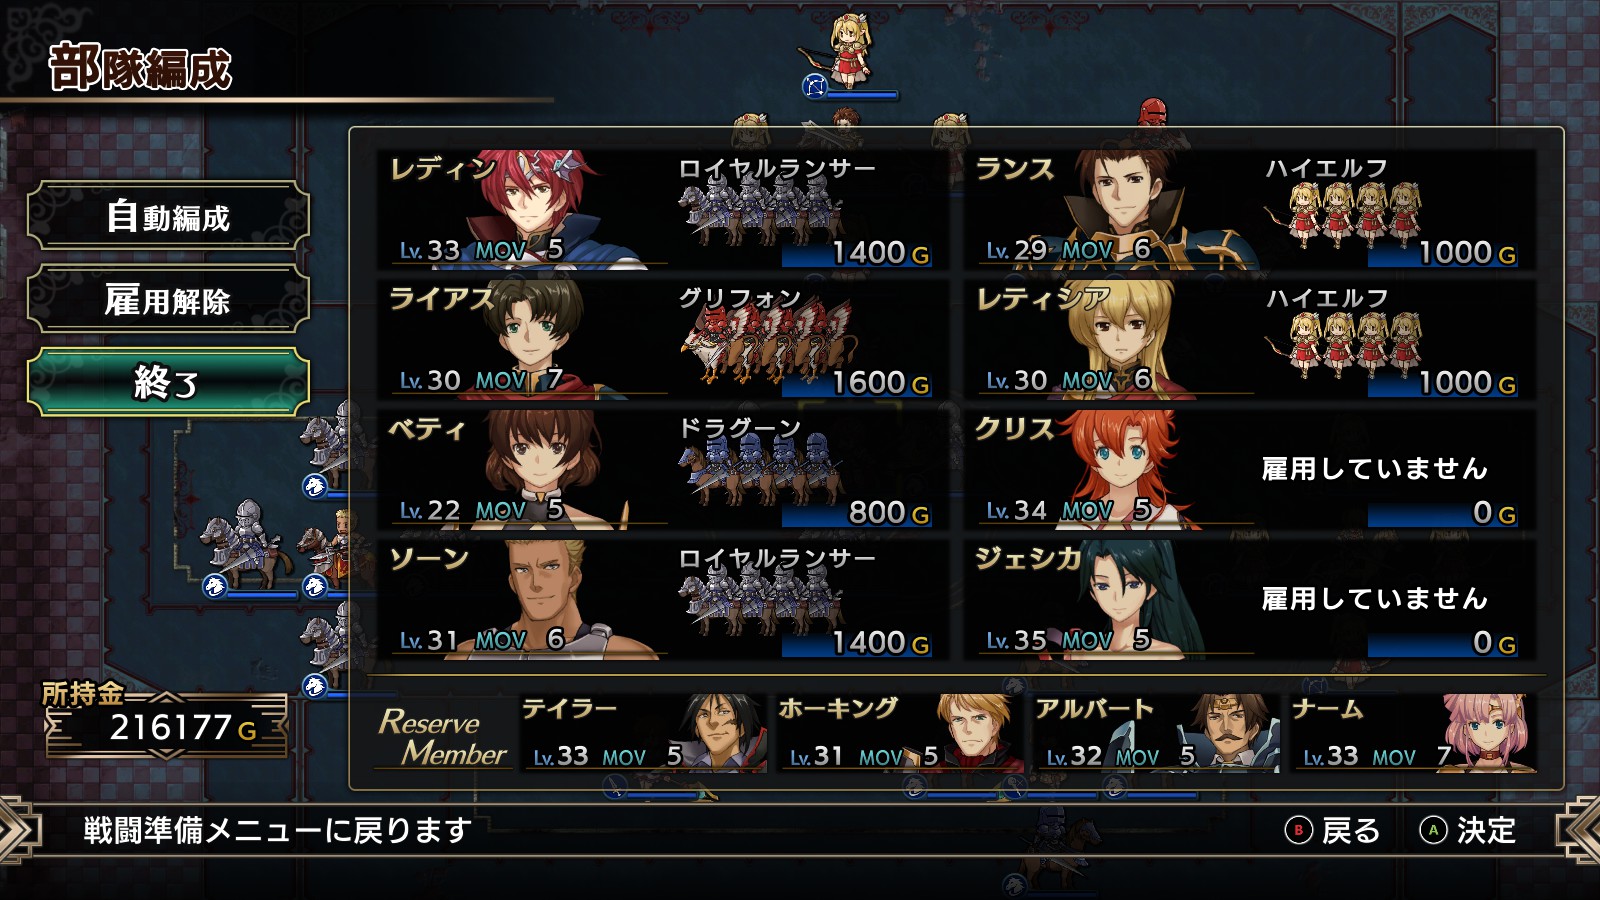 部隊編成
自動編成
雇用解除
終了
所持金
216177 G
レディン
Lv.33 MOV 5
ロイヤルランサー
1400 G
ランス
Lv.29 MOV 6
ハイエルフ
1000 G
ライアス
Lv.30 MOV 7
グリフォン
1600 G
レティシア
Lv.30 MOV 6
ハイエルフ
1000 G
ベティ
Lv.22 MOV 5
ドラグーン
800 G
クリス
Lv.34 MOV 5
雇用していません
0 G
ソーン
Lv.31 MOV 6
ロイヤルランサー
1400 G
ジェシカ
Lv.35 MOV 5
雇用していません
0 G
Reserve
Member
テイラー
Lv.33 MOV 5
ホーキング
Lv.31 MOV 5
アルバート
Lv.32 MOV 5
ナーム
Lv.33 MOV 7
戦闘準備メニューに戻ります
B 戻る A 決定